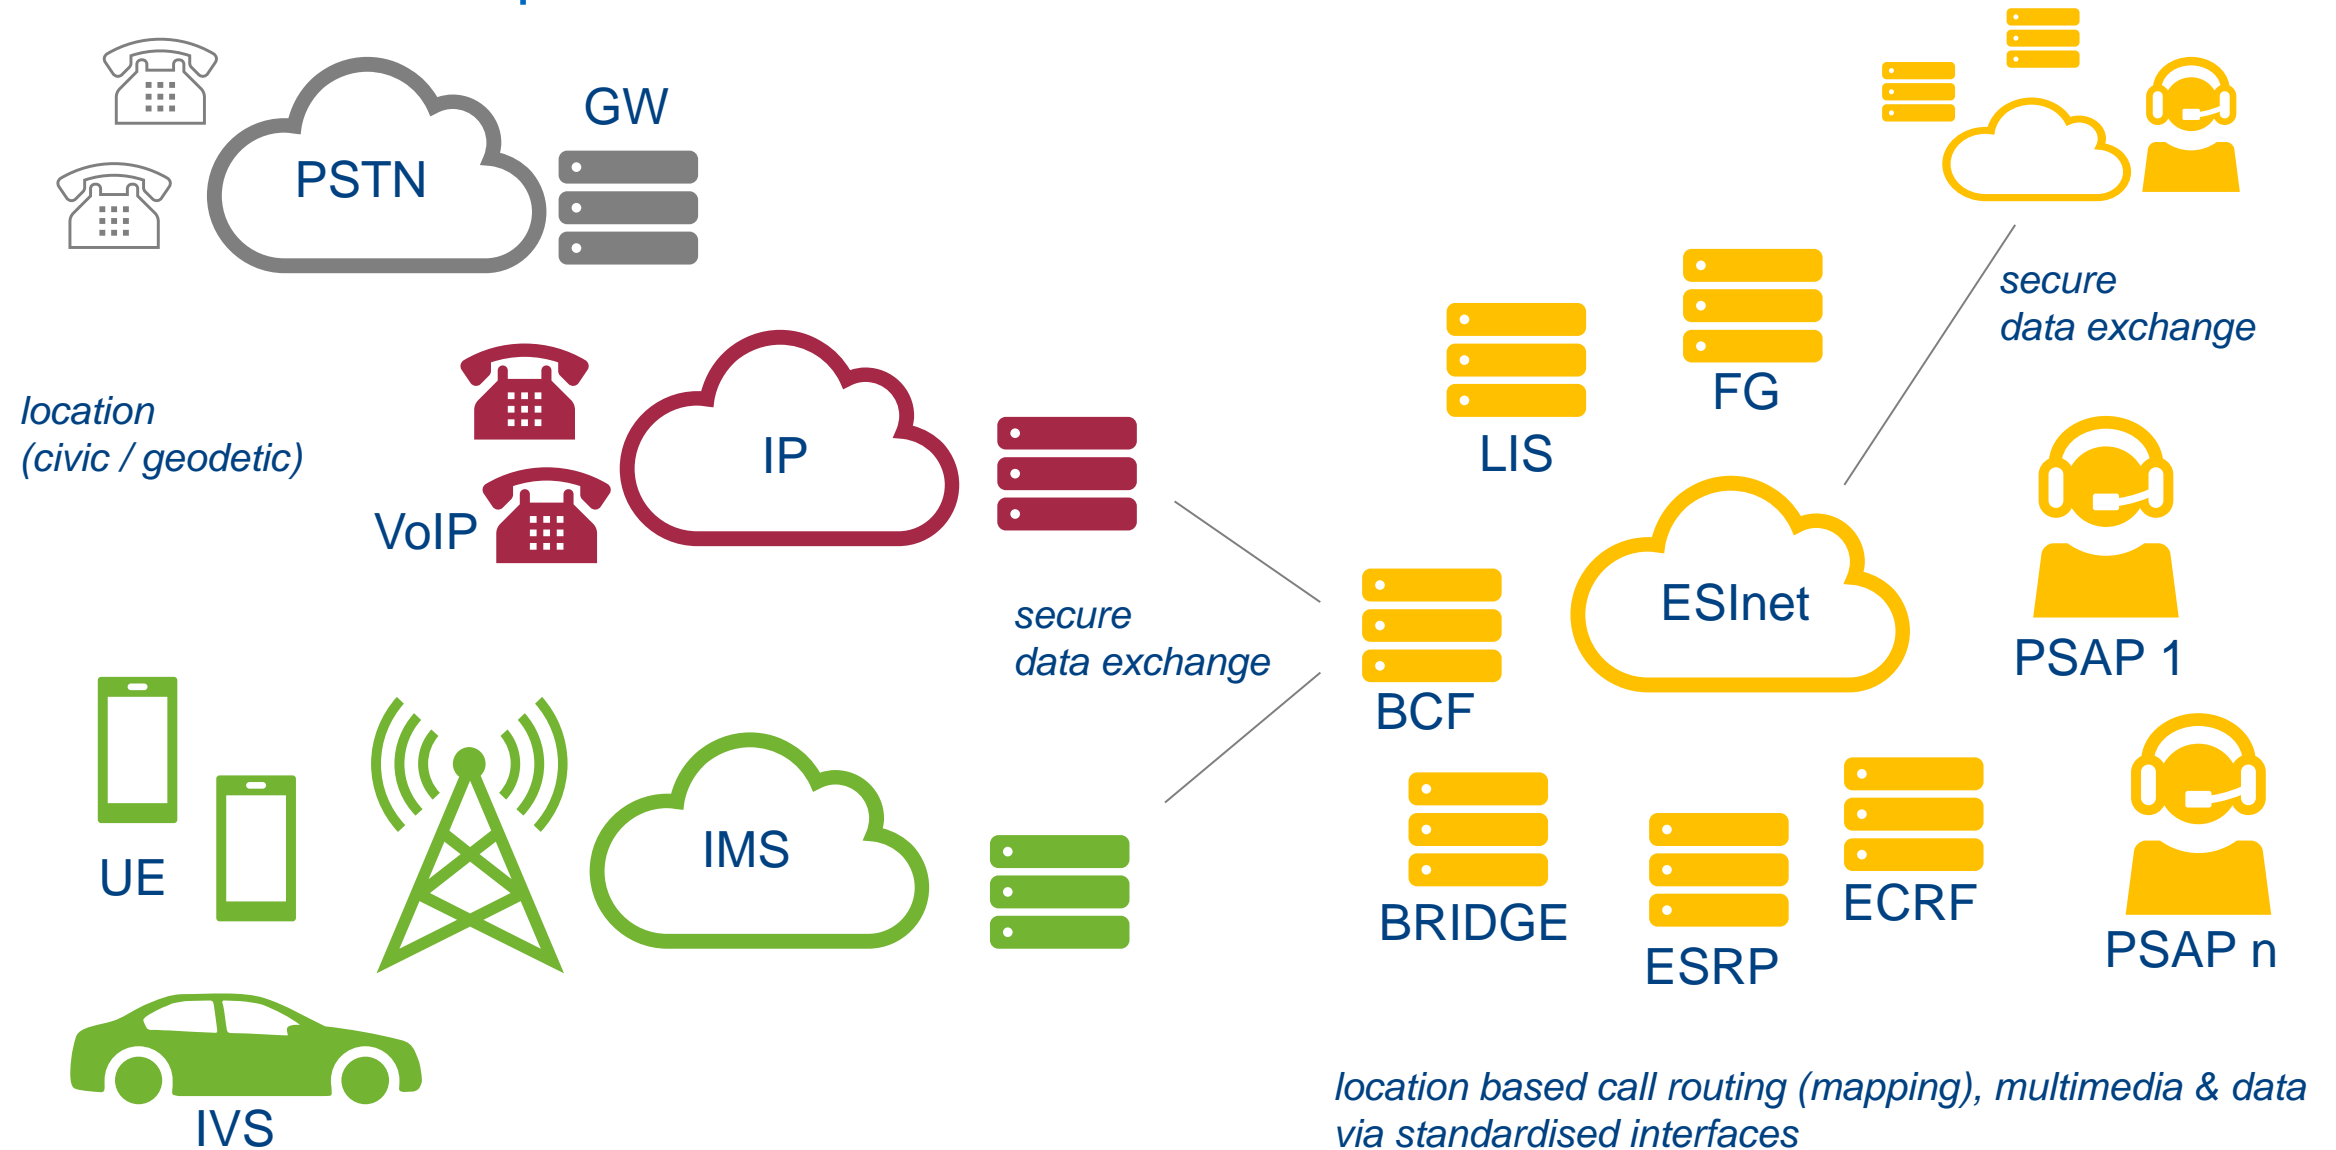 GW
PSTN
secure
data exchange
FG
location
(civic / geodetic)
IP
LIS
VoIP
secure
data exchange
ESInet
PSAP 1
BCF
UE
IMS
BRIDGE
ECRF
ESRP
PSAP n
IVS
location based call routing (mapping), multimedia & data
via standardised interfaces